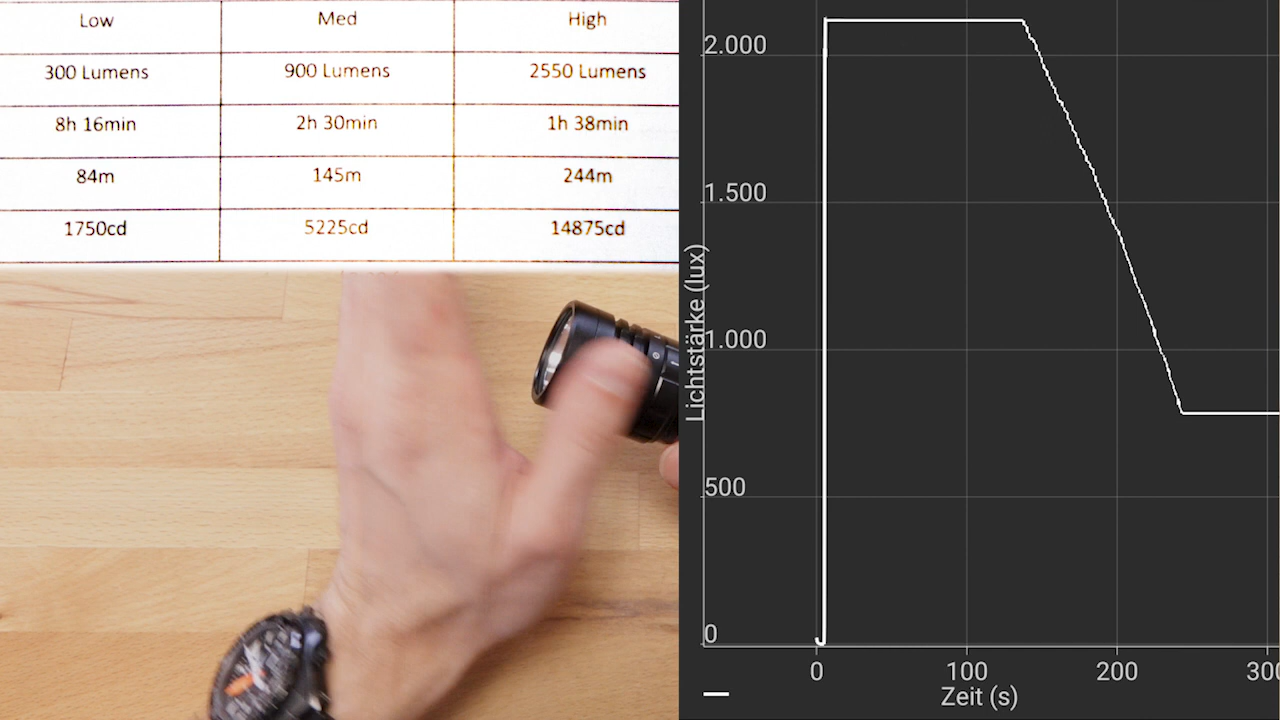 Low Med High
300 Lumens 900 Lumens 2550 Lumens
8h 16min 2h 30min 1h 38min
84m 145m 244m
1750cd 5225cd 14875cd
2.000
1.500
1.000
500
0
Lichtstärke (lux)
0 100 200 300
Zeit (s)